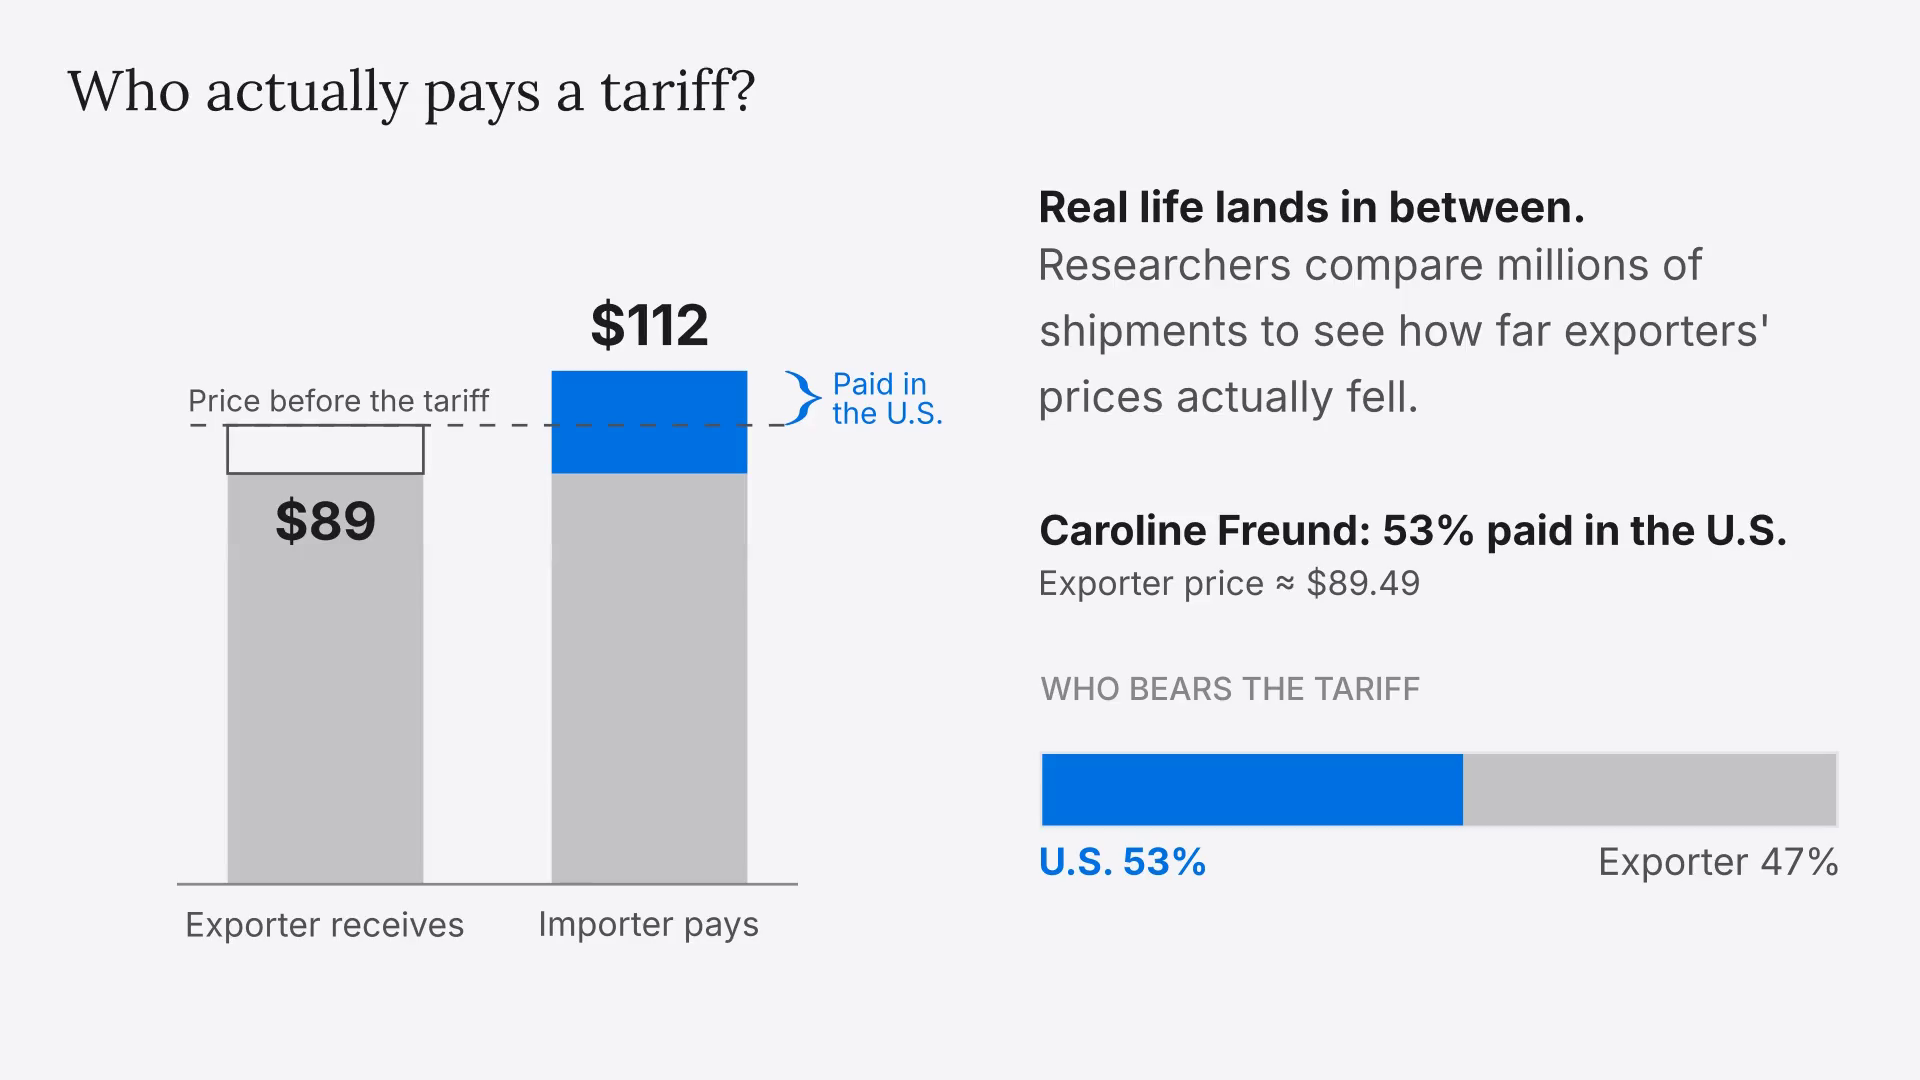 Who actually pays a tariff?
$112
Price before the tariff
Paid in
the U.S.
$89
Exporter receives
Importer pays
Real life lands in between.
Researchers compare millions of
shipments to see how far exporters'
prices actually fell.
Caroline Freund: 53% paid in the U.S.
Exporter price ≈ $89.49
WHO BEARS THE TARIFF
U.S. 53%
Exporter 47%